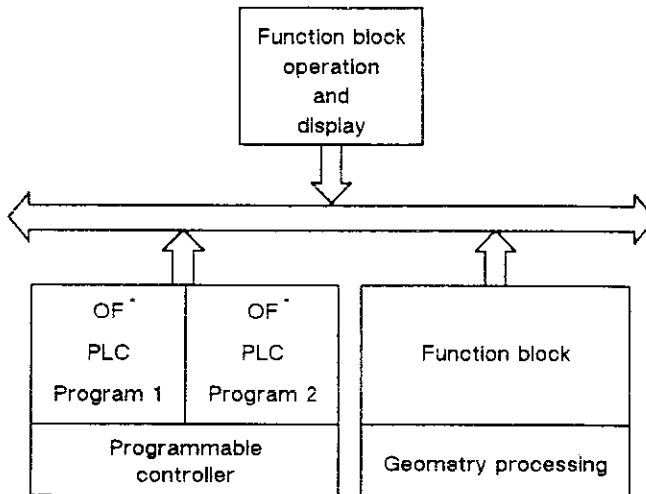 Function block
operation
and
display
OF*
PLC
Program 1
OF*
PLC
Program 2
Function block
Programmable
controller
Geometry processing